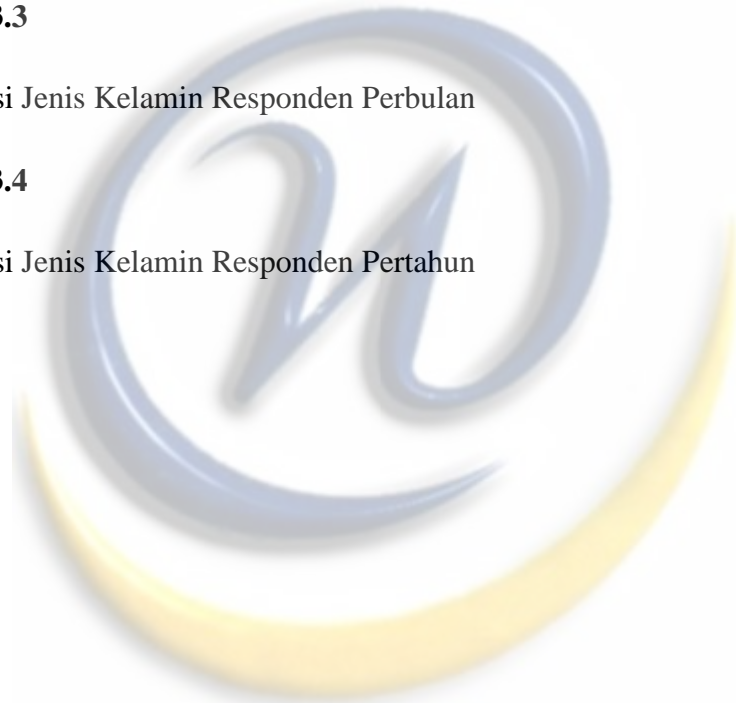 3.3
si Jenis Kelamin Responden Perbulan
3.4
si Jenis Kelamin Responden Pertahun